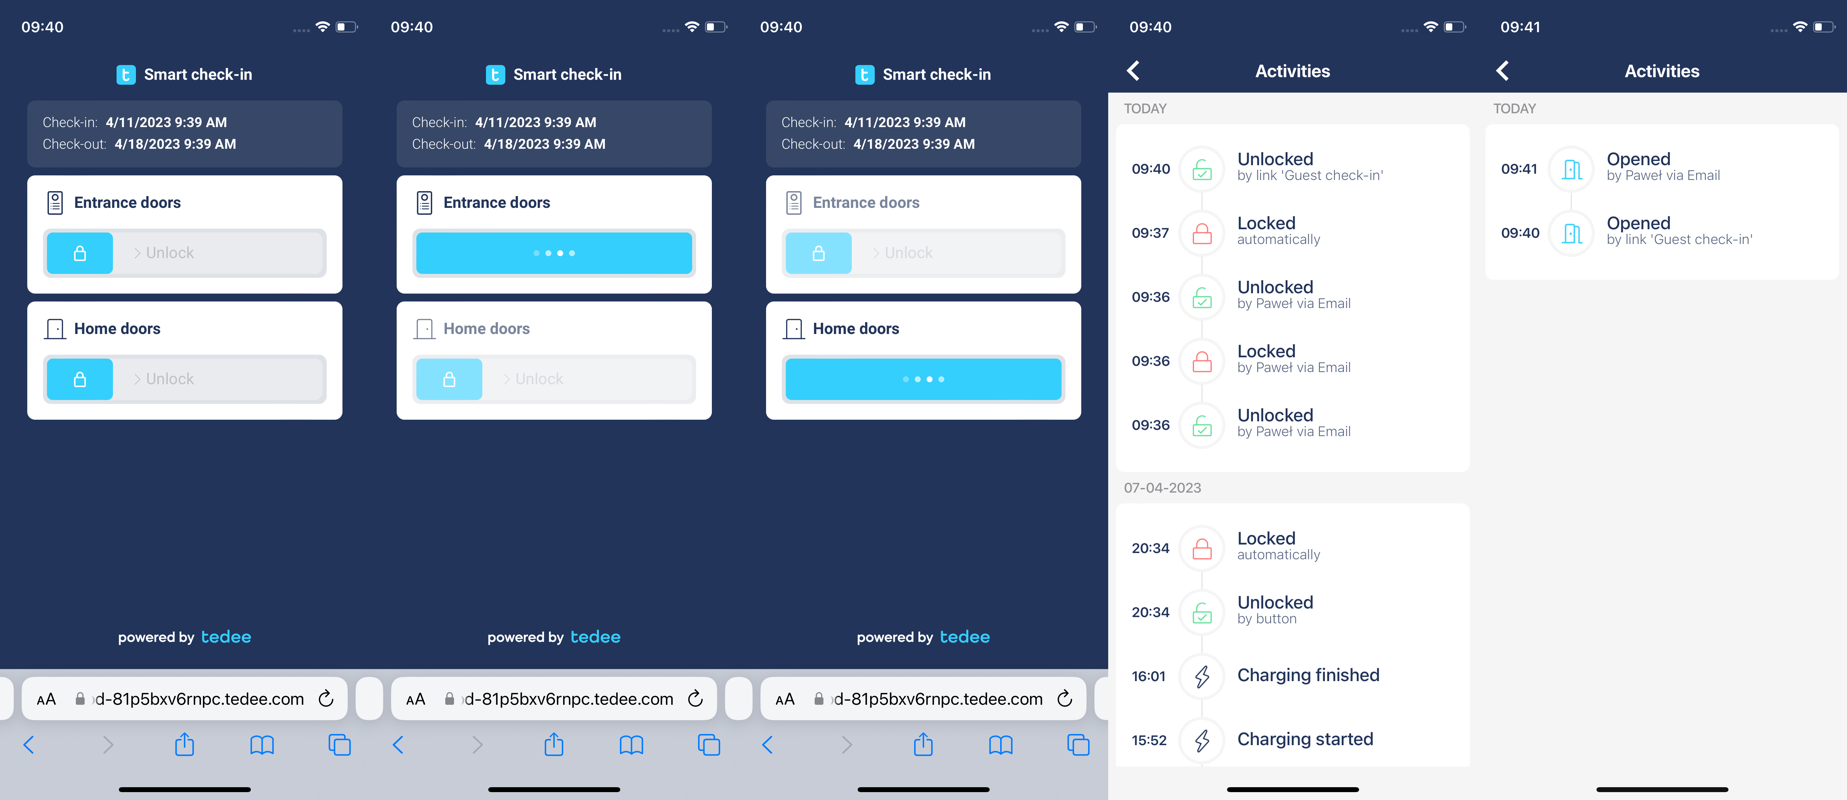 09:40
Smart check-in
Check-in: 4/11/2023 9:39 AM
Check-out: 4/18/2023 9:39 AM
Entrance doors
Unlock
Home doors
Unlock
powered by tedee
AA d-81p5bxv6rnpc.tedee.com
09:40
Smart check-in
Check-in: 4/11/2023 9:39 AM
Check-out: 4/18/2023 9:39 AM
Entrance doors
Home doors
Unlock
powered by tedee
AA d-81p5bxv6rnpc.tedee.com
09:40
Smart check-in
Check-in: 4/11/2023 9:39 AM
Check-out: 4/18/2023 9:39 AM
Entrance doors
Unlock
Home doors
powered by tedee
AA d-81p5bxv6rnpc.tedee.com
09:40
Activities
TODAY
09:40 Unlocked
by link 'Guest check-in'
09:37 Locked
automatically
09:36 Unlocked
by Paweł via Email
09:36 Locked
by Paweł via Email
09:36 Unlocked
by Paweł via Email
07-04-2023
20:34 Locked
automatically
20:34 Unlocked
by button
16:01 Charging finished
15:52 Charging started
09:41
Activities
TODAY
09:41 Opened
by Paweł via Email
09:40 Opened
by link 'Guest check-in'